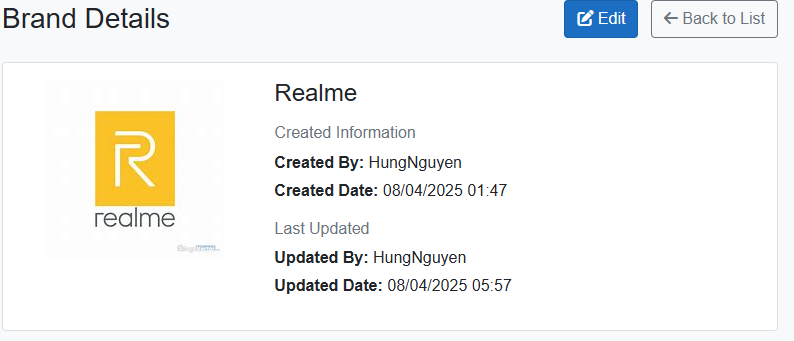 Brand Details
Edit
Back to List
realme
Realme
Created Information
Created By: HungNguyen
Created Date: 08/04/2025 01:47
Last Updated
Updated By: HungNguyen
Updated Date: 08/04/2025 05:57